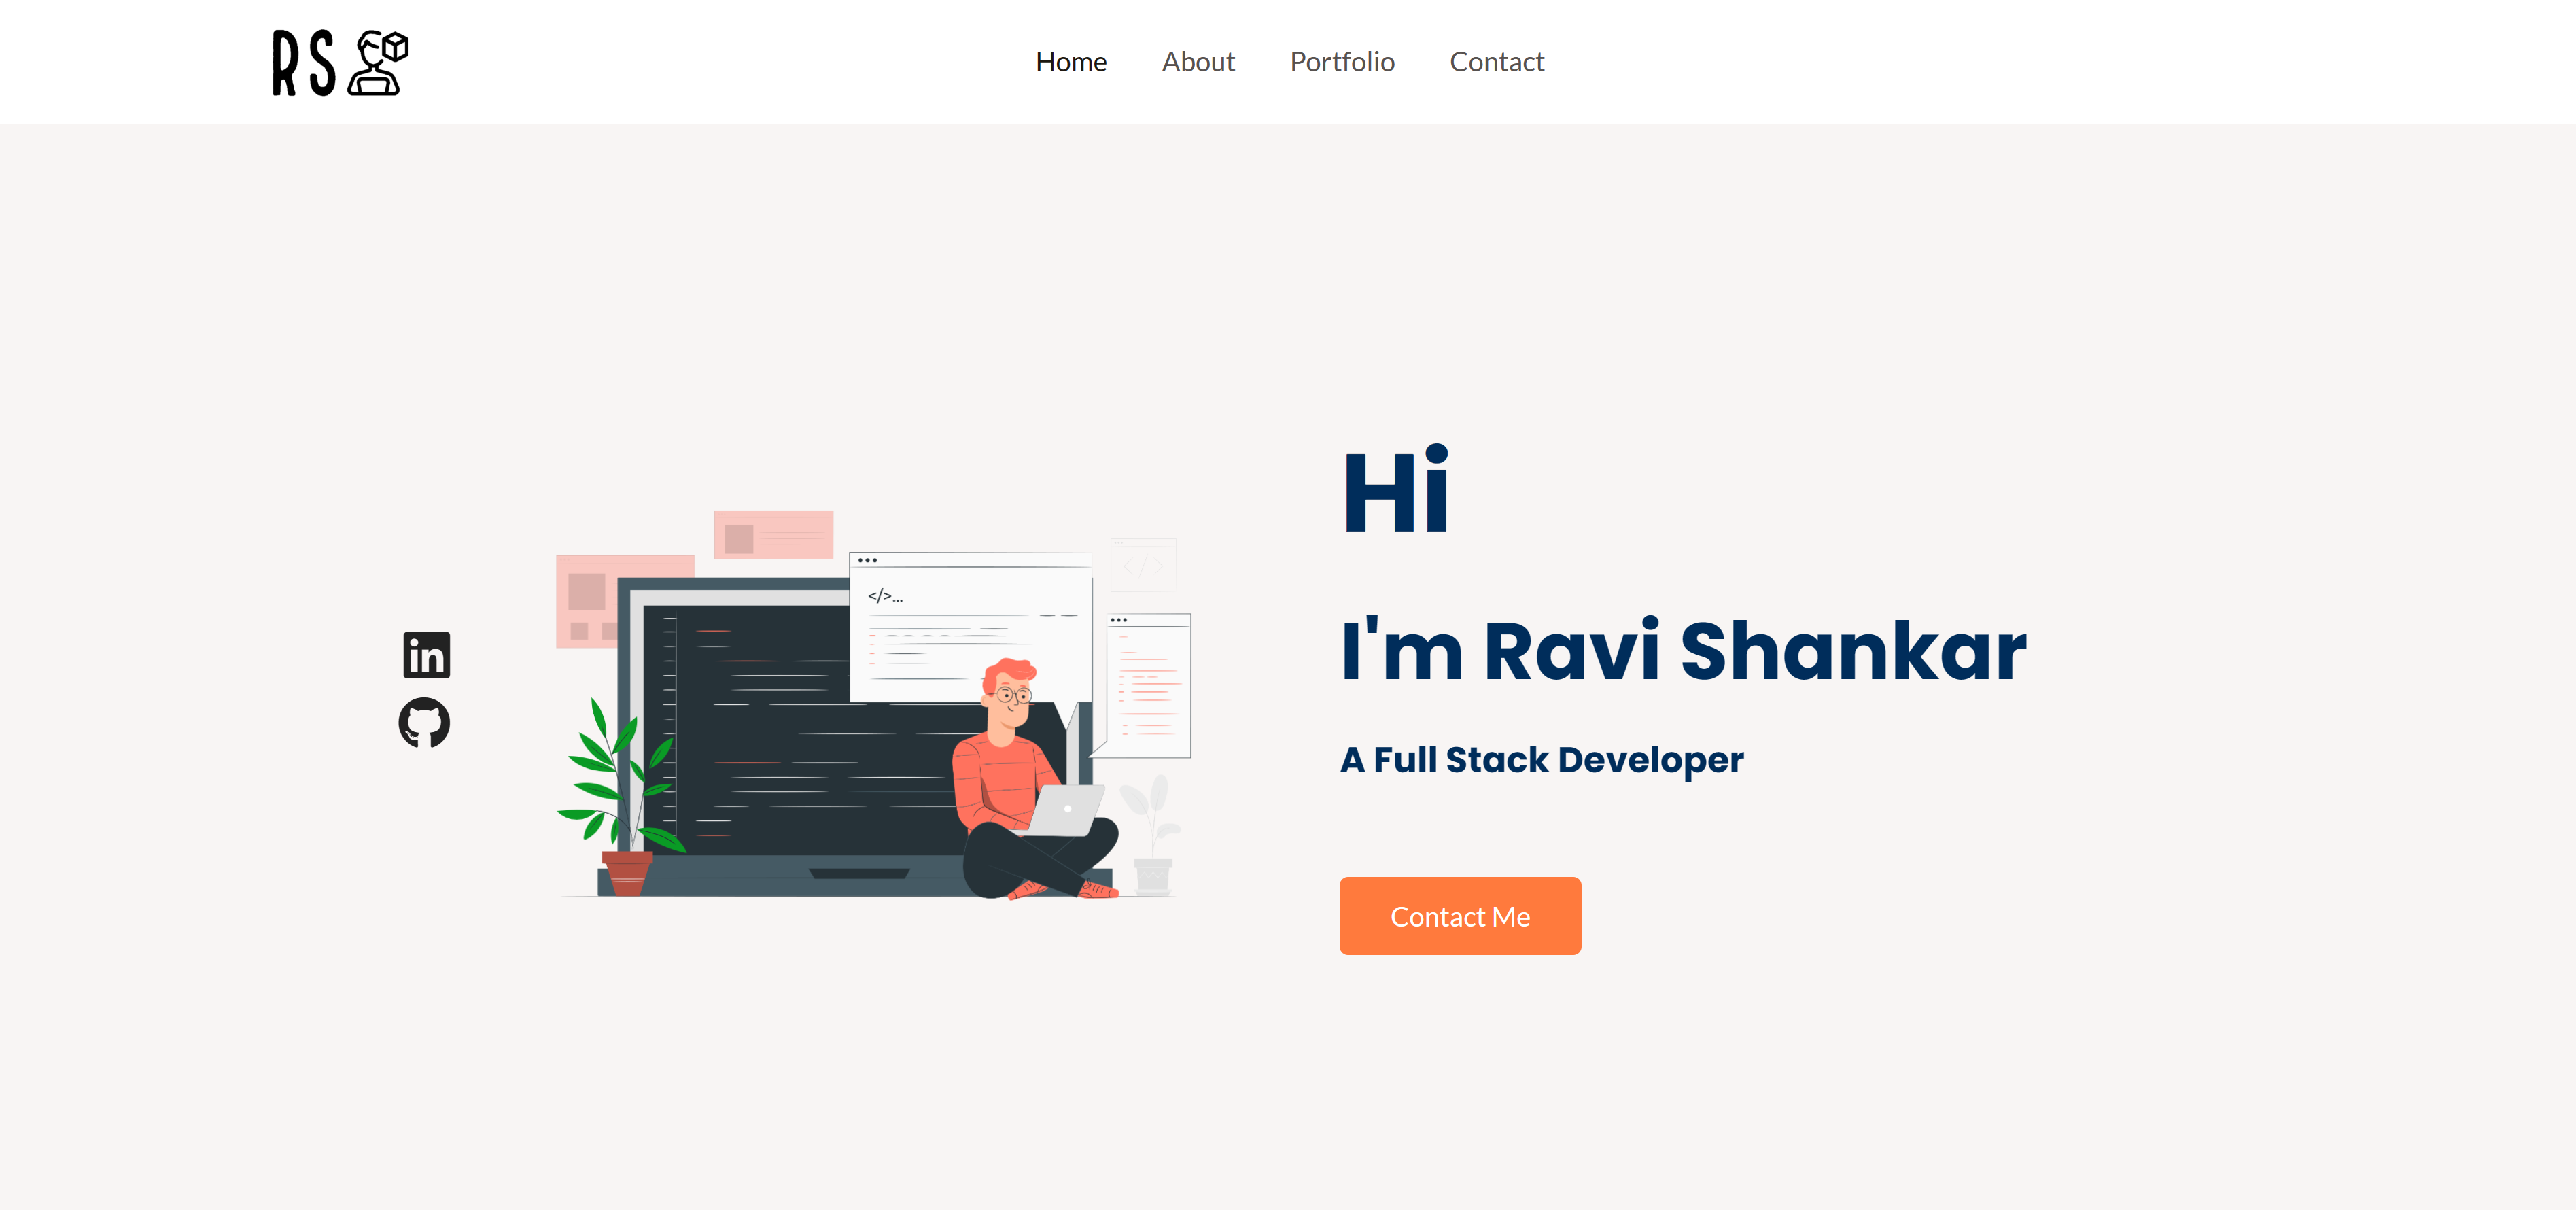 RS
Home About Portfolio Contact
Hi
I'm Ravi Shankar
A Full Stack Developer
Contact Me
in
</>...
</>